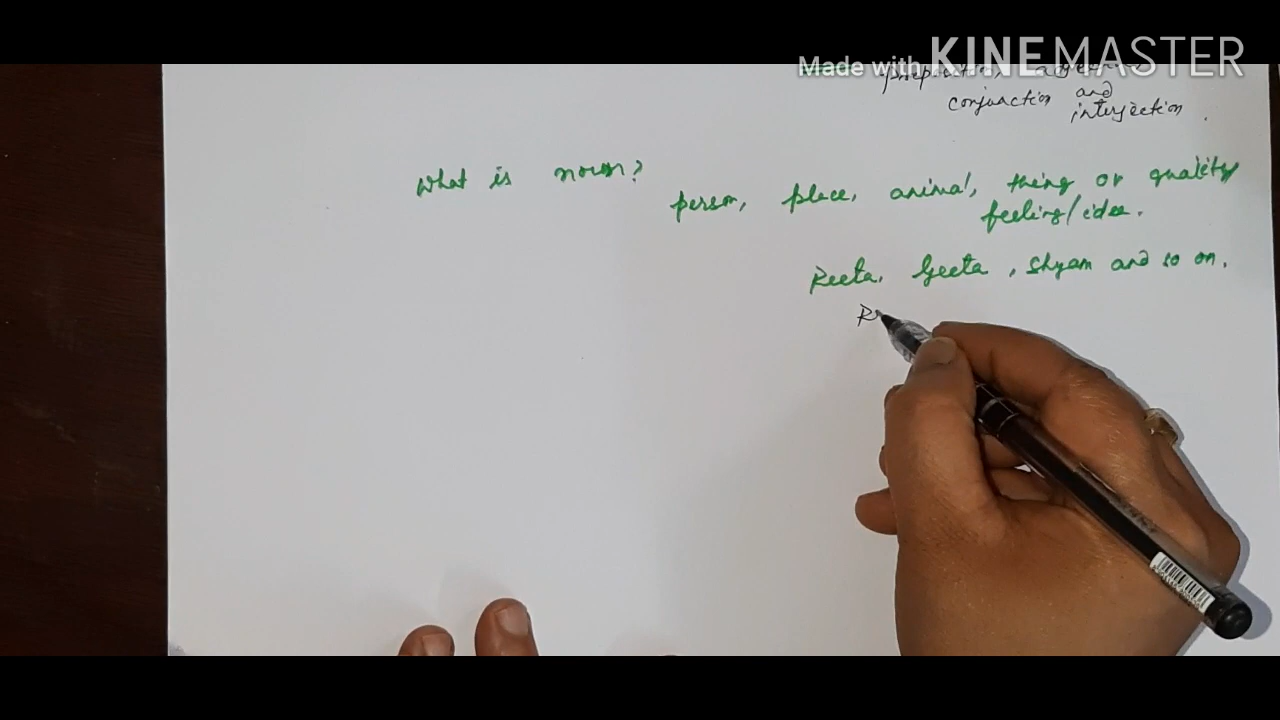 Made with KINEMASTER
conjunction and
interjection .
What is noun?
person, place, animal, thing or quality
feeling/idea.
Reeta, Geeta, Shyam and so on.
R